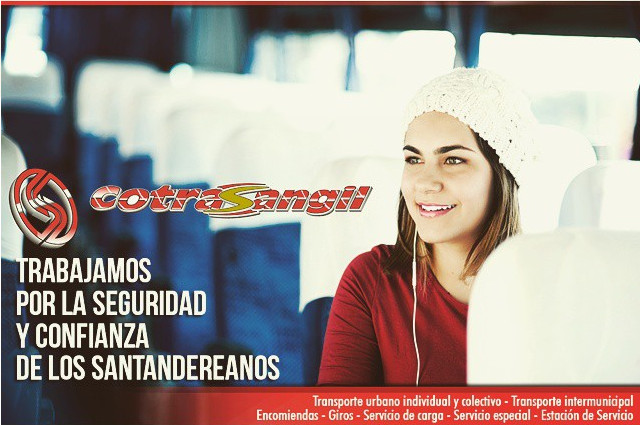 cotraSangil
TRABAJAMOS
POR LA SEGURIDAD
Y CONFIANZA
DE LOS SANTANDEREANOS
Transporte urbano individual y colectivo - Transporte intermunicipal
Encomiendas - Giros - Servicio de carga - Servicio especial - Estación de Servicio